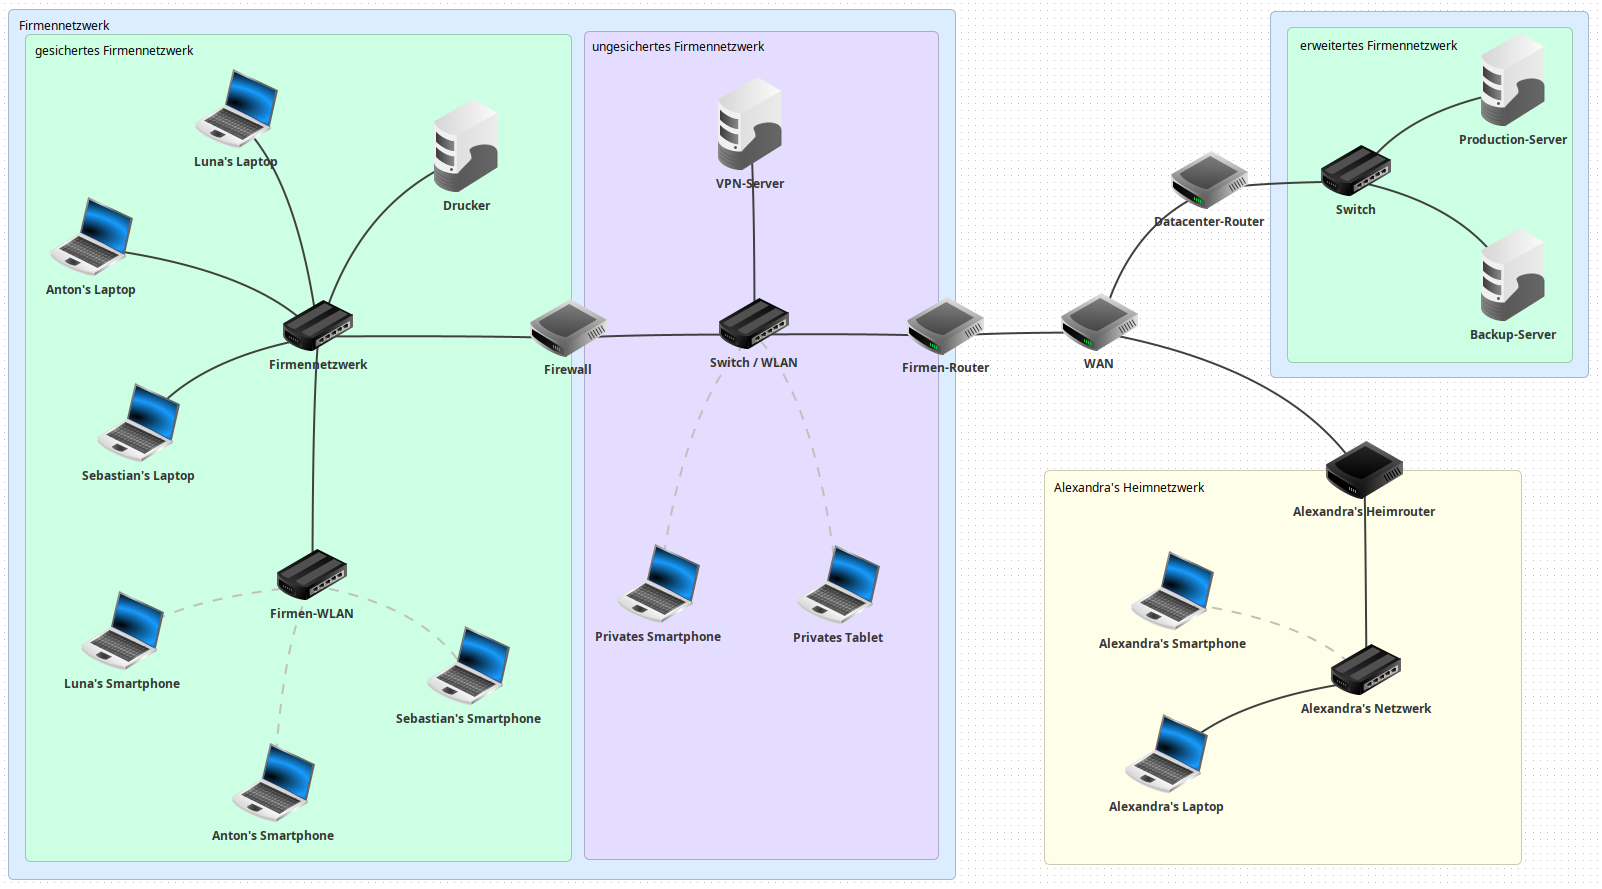 Firmennetzwerk
gesichertes Firmennetzwerk
Luna's Laptop
Drucker
Anton's Laptop
Firmennetzwerk
Sebastian's Laptop
Firmen-WLAN
Luna's Smartphone
Sebastian's Smartphone
Anton's Smartphone
Firewall
ungesichertes Firmennetzwerk
VPN-Server
Switch / WLAN
Privates Smartphone
Privates Tablet
Firmen-Router
WAN
Datacenter-Router
erweitertes Firmennetzwerk
Production-Server
Switch
Backup-Server
Alexandra's Heimnetzwerk
Alexandra's Heimrouter
Alexandra's Smartphone
Alexandra's Netzwerk
Alexandra's Laptop